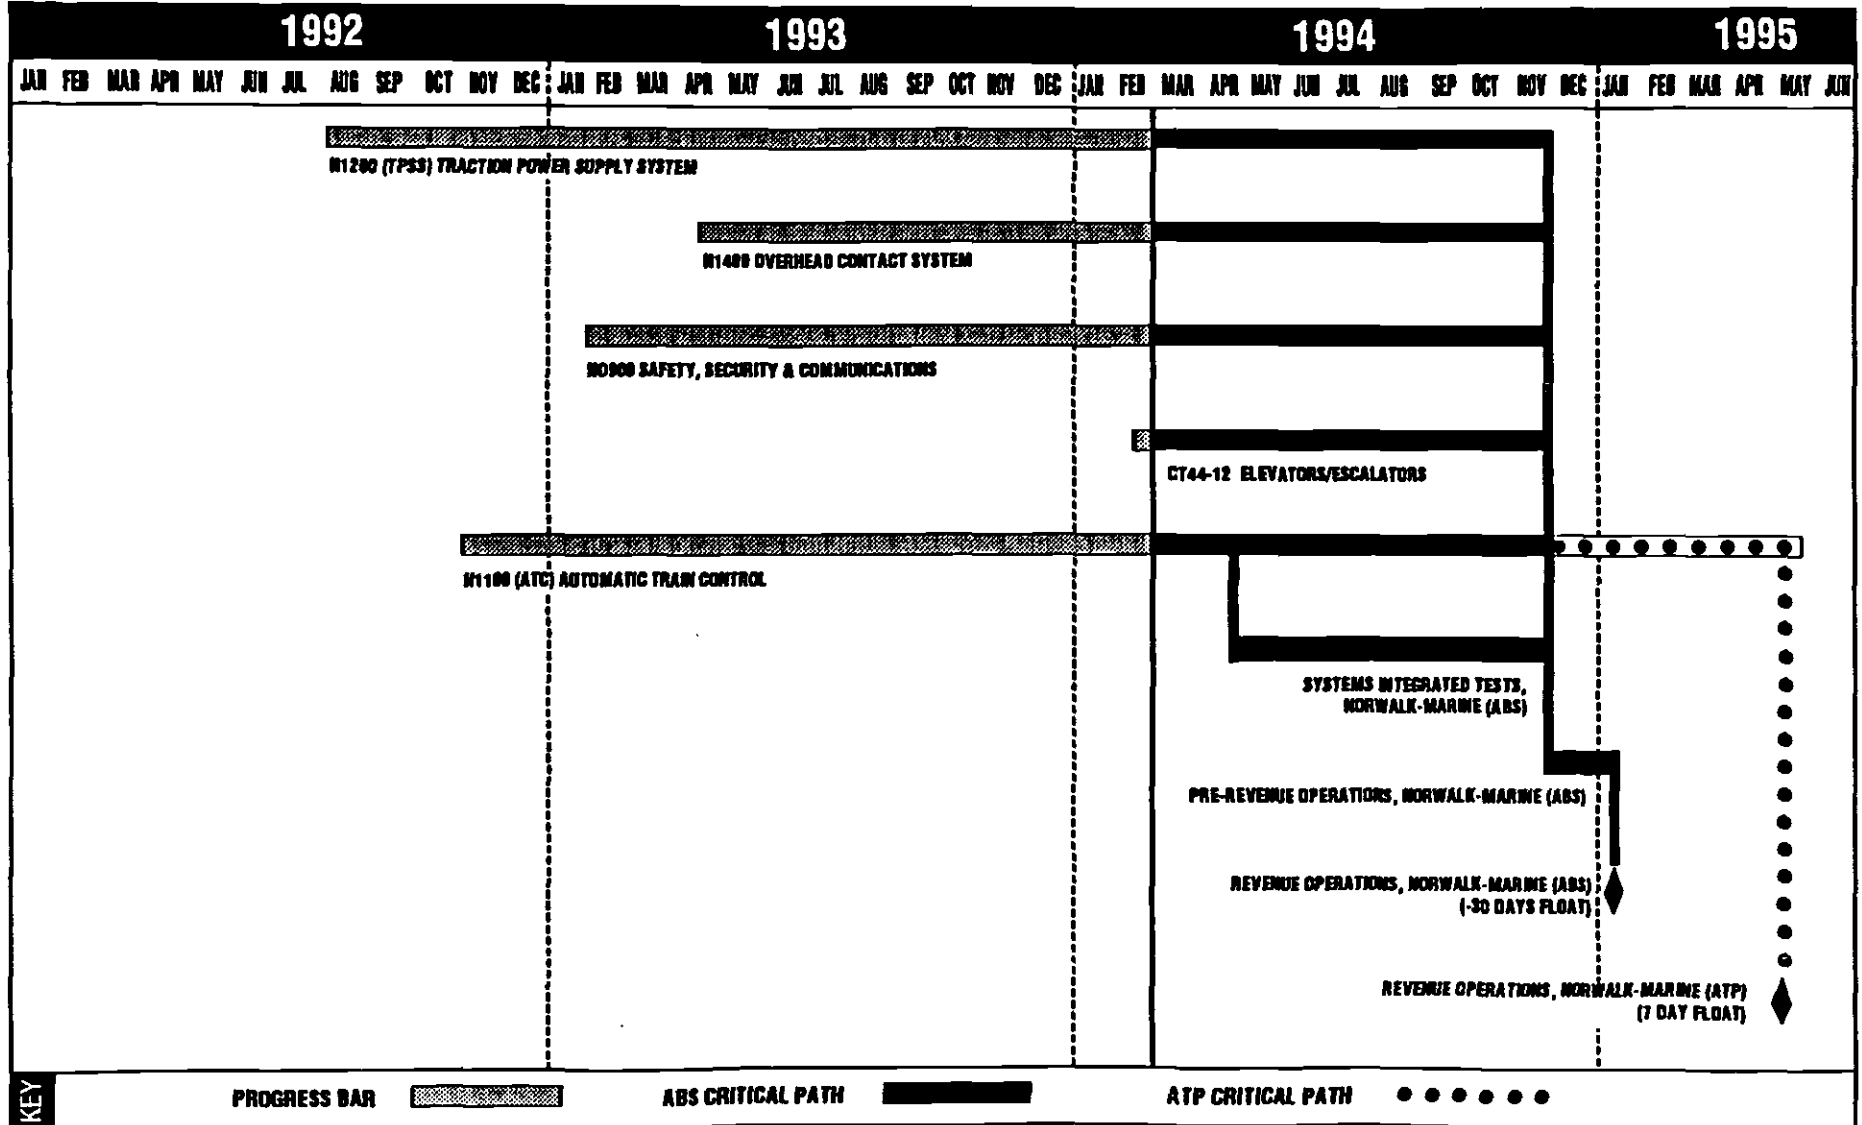 1992 1993 1994 1995
JAN FEB MAR APR MAY JUN JUL AUG SEP OCT NOV DEC JAN FEB MAR APR MAY JUN JUL AUG SEP OCT NOV DEC JAN FEB MAR APR MAY JUN JUL AUG SEP OCT NOV DEC JAN FEB MAR APR MAY JUN
H1200 (TPSS) TRACTION POWER SUPPLY SYSTEM
H1400 OVERHEAD CONTACT SYSTEM
H0900 SAFETY, SECURITY & COMMUNICATIONS
CT44-12 ELEVATORS/ESCALATORS
H1100 (ATC) AUTOMATIC TRAIN CONTROL
SYSTEMS INTEGRATED TESTS,
NORWALK-MARINE (ABS)
PRE-REVENUE OPERATIONS, NORWALK-MARINE (ABS)
REVENUE OPERATIONS, NORWALK-MARINE (ABS)
(-30 DAYS FLOAT)
REVENUE OPERATIONS, NORWALK-MARINE (ATP)
(7 DAY FLOAT)
KEY
PROGRESS BAR ABS CRITICAL PATH ATP CRITICAL PATH